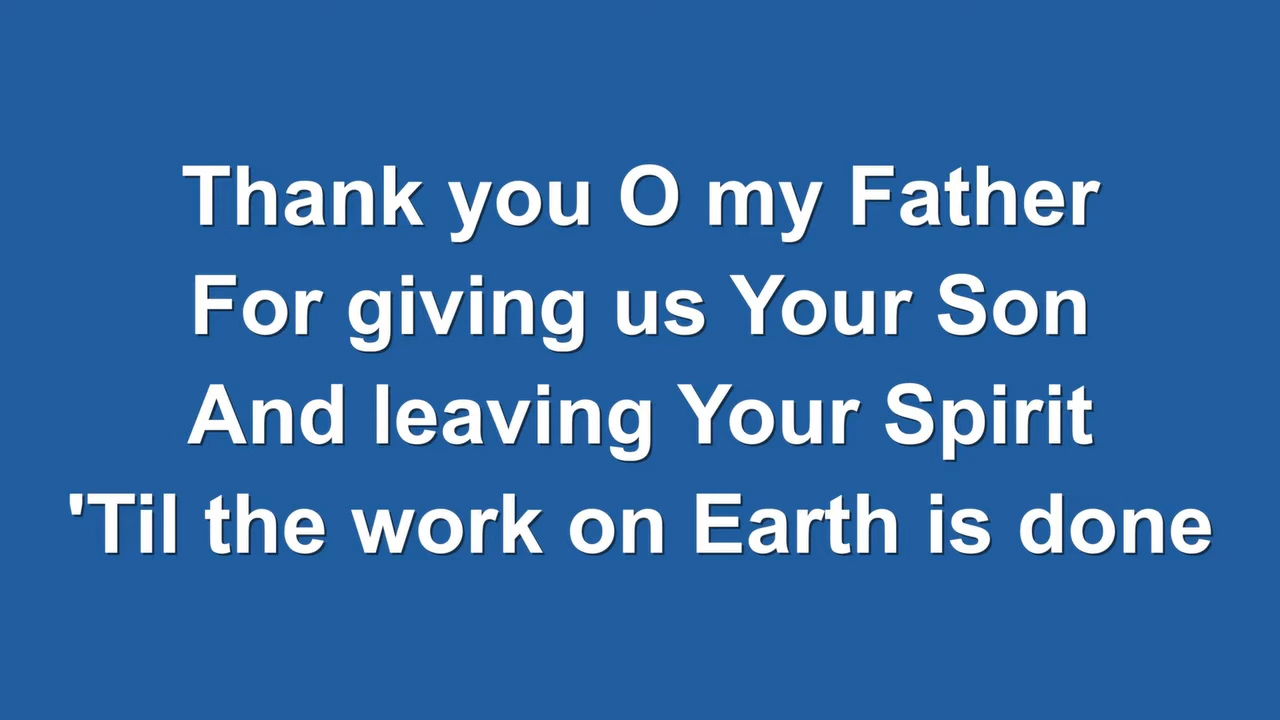 Thank you O my Father
For giving us Your Son
And leaving Your Spirit
'Til the work on Earth is done